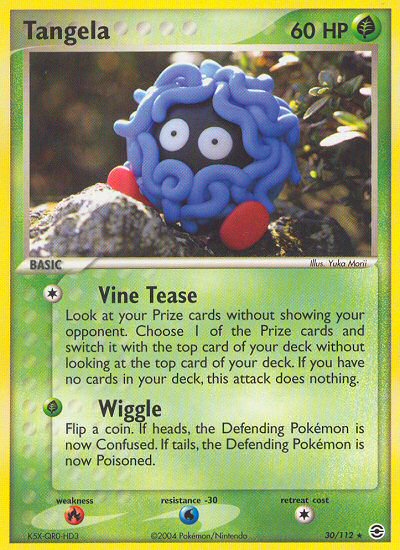 Tangela 60 HP
Illus. Yuka Morii
BASIC
Vine Tease
Look at your Prize cards without showing your
opponent. Choose 1 of the Prize cards and
switch it with the top card of your deck without
looking at the top card of your deck. If you have
no cards in your deck, this attack does nothing.
Wiggle
Flip a coin. If heads, the Defending Pokémon is
now Confused. If tails, the Defending Pokémon is
now Poisoned.
weakness resistance -30 retreat cost
K5X-QR0-HD3 ©2004 Pokémon/Nintendo 30/112 ★